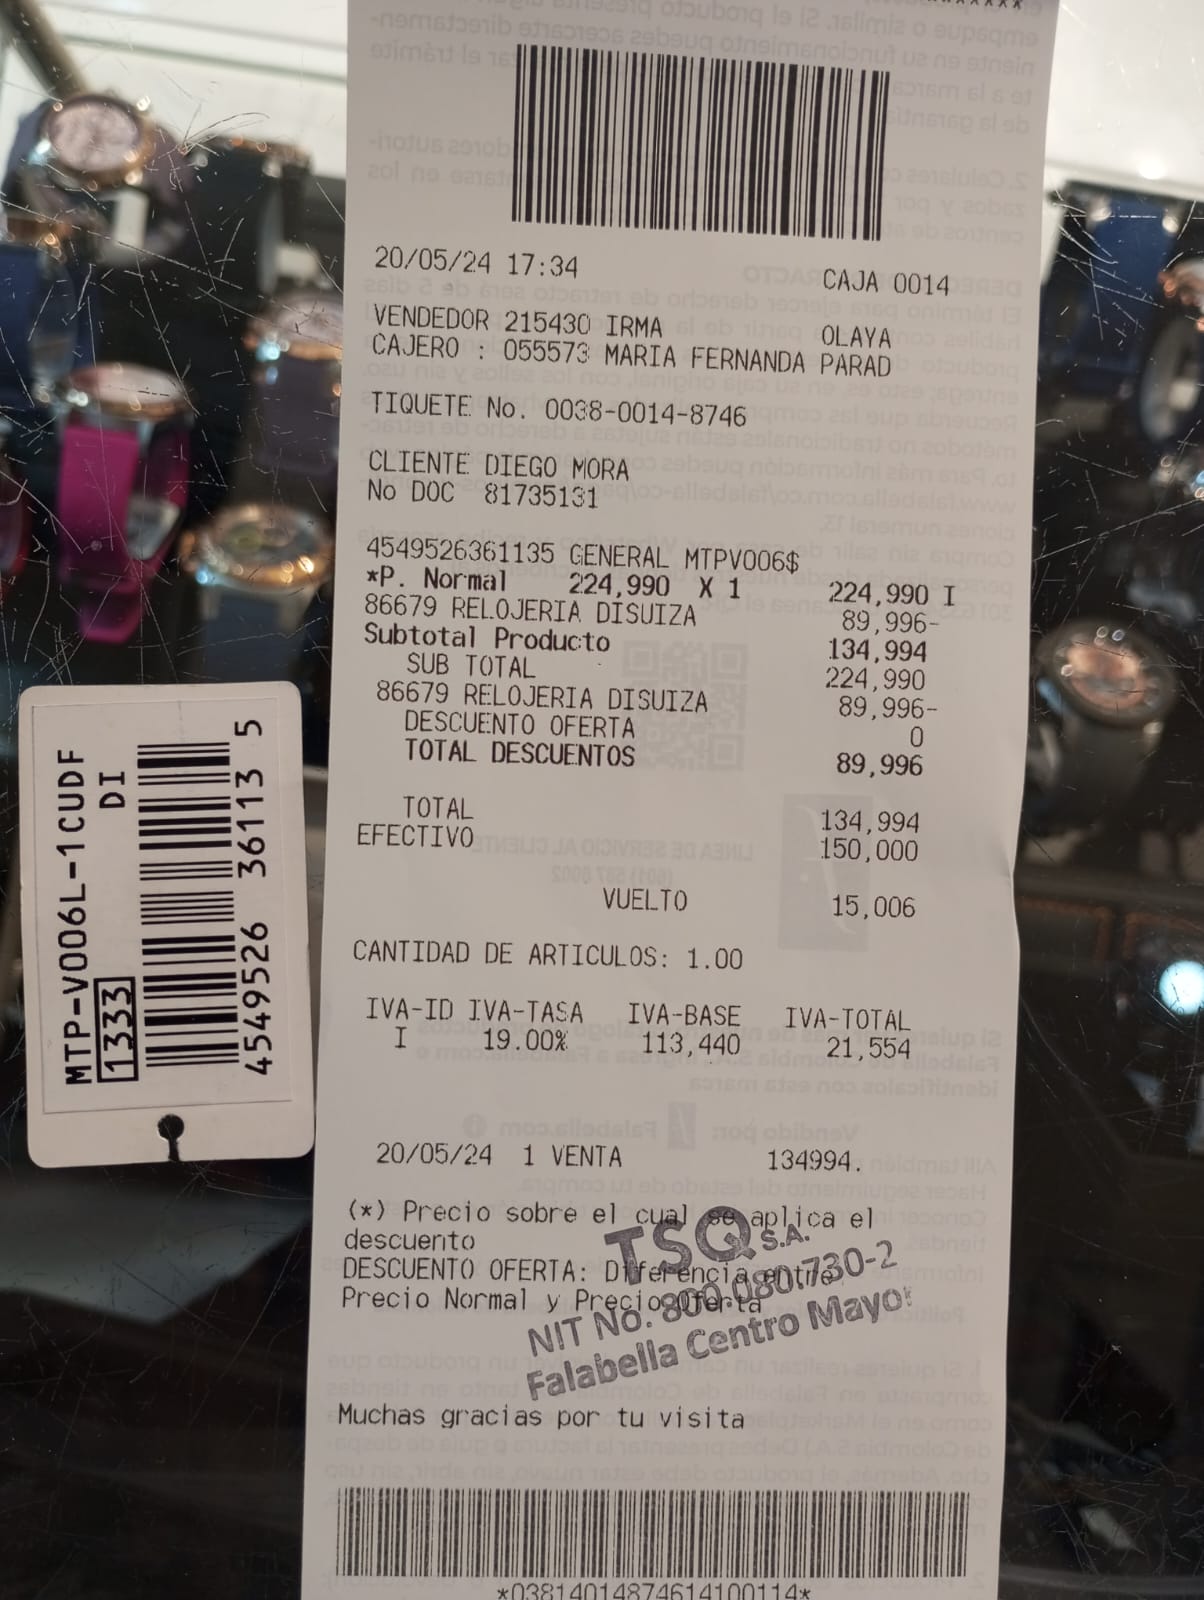 20/05/24 17:34 CAJA 0014
VENDEDOR 215430 IRMA OLAYA
CAJERO : 055573 MARIA FERNANDA PARAD
TIQUETE No. 0038-0014-8746
CLIENTE DIEGO MORA
No DOC 81735131
4549526361135 GENERAL MTPV006$
*P. Normal 224,990 X 1 224,990 I
86679 RELOJERIA DISUIZA 89,996-
Subtotal Producto 134,994
SUB TOTAL 224,990
86679 RELOJERIA DISUIZA 89,996-
DESCUENTO OFERTA 0
TOTAL DESCUENTOS 89,996
TOTAL 134,994
EFECTIVO 150,000
VUELTO 15,006
CANTIDAD DE ARTICULOS: 1.00
IVA-ID IVA-TASA IVA-BASE IVA-TOTAL
I 19.00% 113,440 21,554
20/05/24 1 VENTA 134994.
(*) Precio sobre el cual se aplica el
descuento
DESCUENTO OFERTA: Diferencia entre
Precio Normal y Precio Oferta
TSQ S.A.
NIT No. 800.080.730-2
Falabella Centro Mayor
Muchas gracias por tu visita
*03814014874614100114*
MTP-V006L-1CUDF
DI
1333
4549526 36113 5